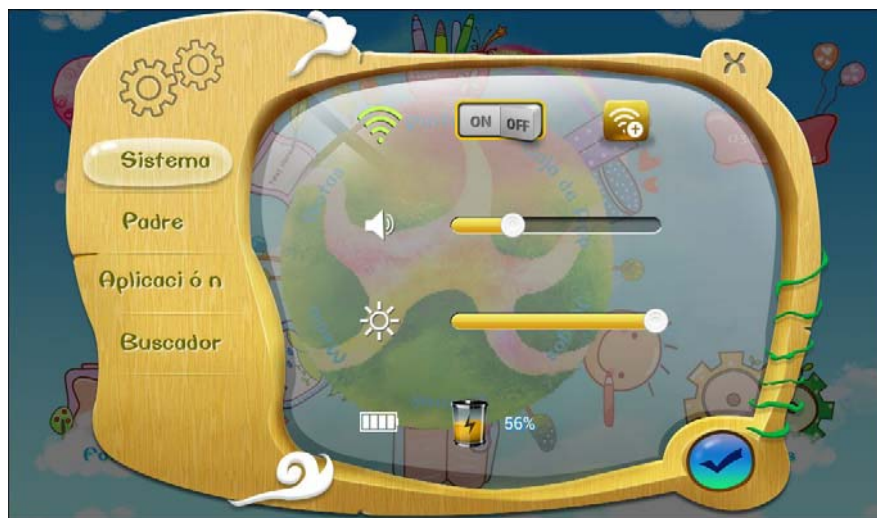 Sistema
Padre
Aplicaci ó n
Buscador
ON OFF
56%